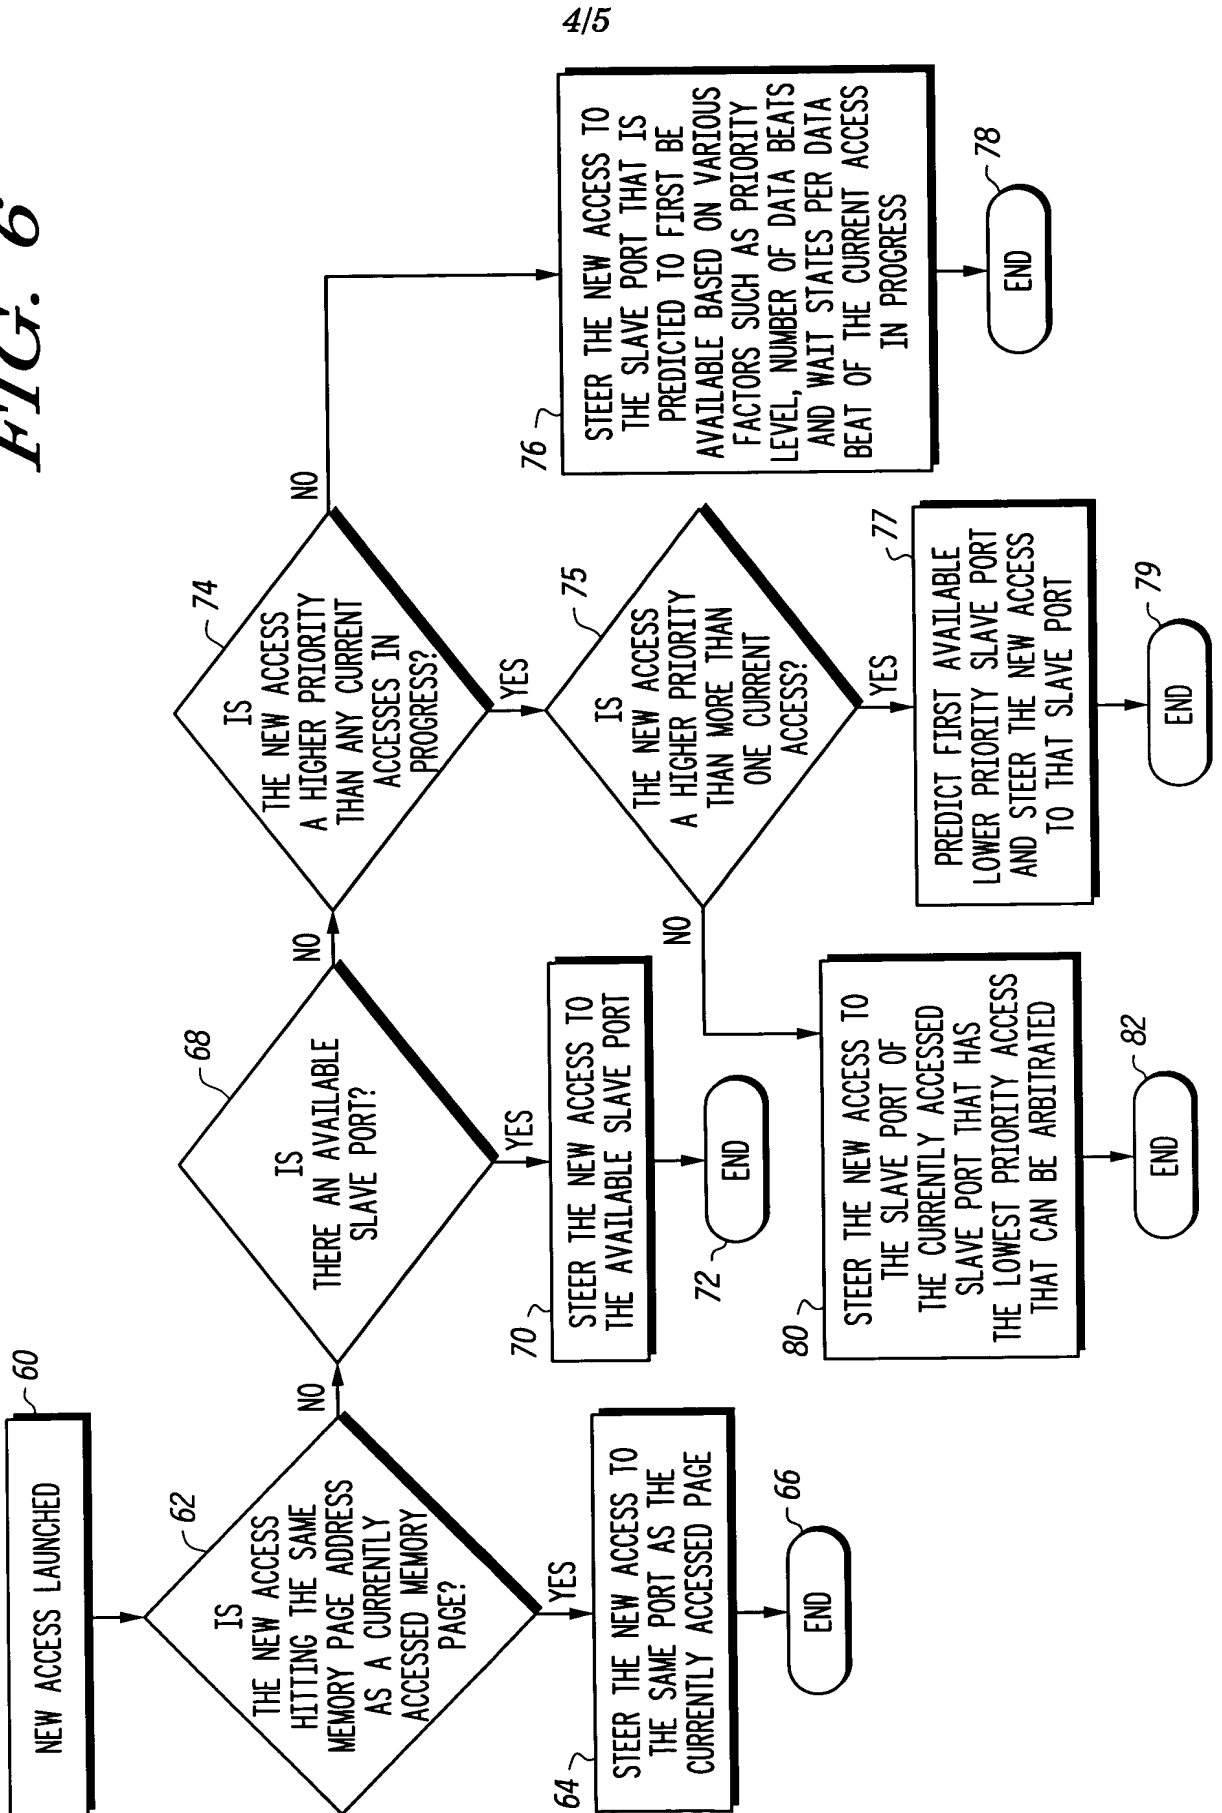 4/5
FIG. 6
60
NEW ACCESS LAUNCHED
62
IS
THE NEW ACCESS
HITTING THE SAME
MEMORY PAGE ADDRESS
AS A CURRENTLY
ACCESSED MEMORY
PAGE?
NO
YES
64
STEER THE NEW ACCESS TO
THE SAME PORT AS THE
CURRENTLY ACCESSED PAGE
66
END
68
IS
THERE AN AVAILABLE
SLAVE PORT?
NO
YES
70
STEER THE NEW ACCESS TO
THE AVAILABLE SLAVE PORT
72
END
74
IS
THE NEW ACCESS
A HIGHER PRIORITY
THAN ANY CURRENT
ACCESSES IN
PROGRESS?
NO
YES
75
IS
THE NEW ACCESS
A HIGHER PRIORITY
THAN MORE THAN
ONE CURRENT
ACCESS?
NO
YES
80
STEER THE NEW ACCESS TO
THE SLAVE PORT OF
THE CURRENTLY ACCESSED
SLAVE PORT THAT HAS
THE LOWEST PRIORITY ACCESS
THAT CAN BE ARBITRATED
82
END
77
PREDICT FIRST AVAILABLE
LOWER PRIORITY SLAVE PORT
AND STEER THE NEW ACCESS
TO THAT SLAVE PORT
79
END
76
STEER THE NEW ACCESS TO
THE SLAVE PORT THAT IS
PREDICTED TO FIRST BE
AVAILABLE BASED ON VARIOUS
FACTORS SUCH AS PRIORITY
LEVEL, NUMBER OF DATA BEATS
AND WAIT STATES PER DATA
BEAT OF THE CURRENT ACCESS
IN PROGRESS
78
END